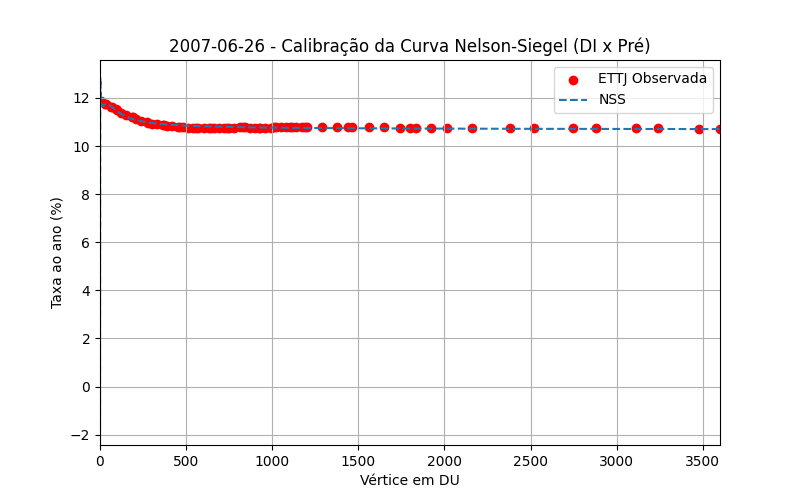 2007-06-26 - Calibração da Curva Nelson-Siegel (DI x Pré)
ETTJ Observada
NSS
Taxa ao ano (%)
12
10
8
6
4
2
0
−2
0 500 1000 1500 2000 2500 3000 3500
Vértice em DU